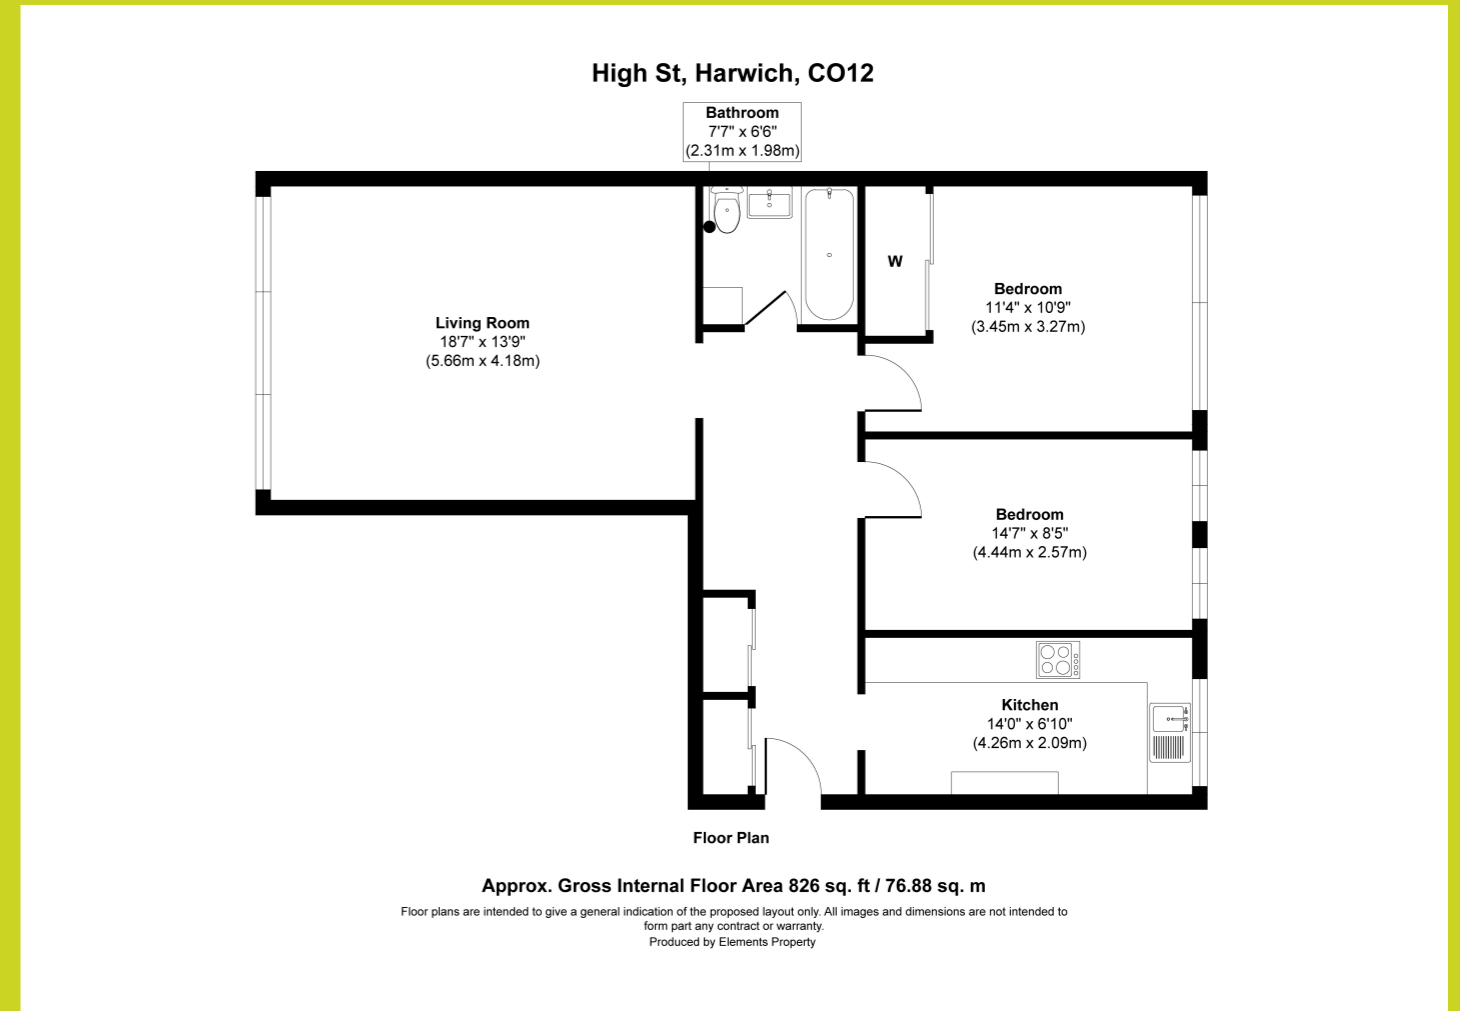 High St, Harwich, CO12
Bathroom
7'7" x 6'6"
(2.31m x 1.98m)
W
Bedroom
11'4" x 10'9"
(3.45m x 3.27m)
Living Room
18'7" x 13'9"
(5.66m x 4.18m)
Bedroom
14'7" x 8'5"
(4.44m x 2.57m)
Kitchen
14'0" x 6'10"
(4.26m x 2.09m)
Floor Plan
Approx. Gross Internal Floor Area 826 sq. ft / 76.88 sq. m
Floor plans are intended to give a general indication of the proposed layout only. All images and dimensions are not intended to
form part any contract or warranty.
Produced by Elements Property